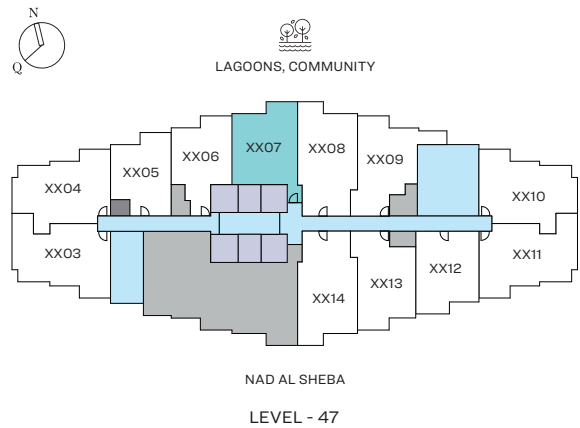 N
Q
LAGOONS, COMMUNITY
XX07
XX08
XX06
XX09
XX05
XX04
XX10
XX03
XX11
XX12
XX13
XX14
NAD AL SHEBA
LEVEL - 47